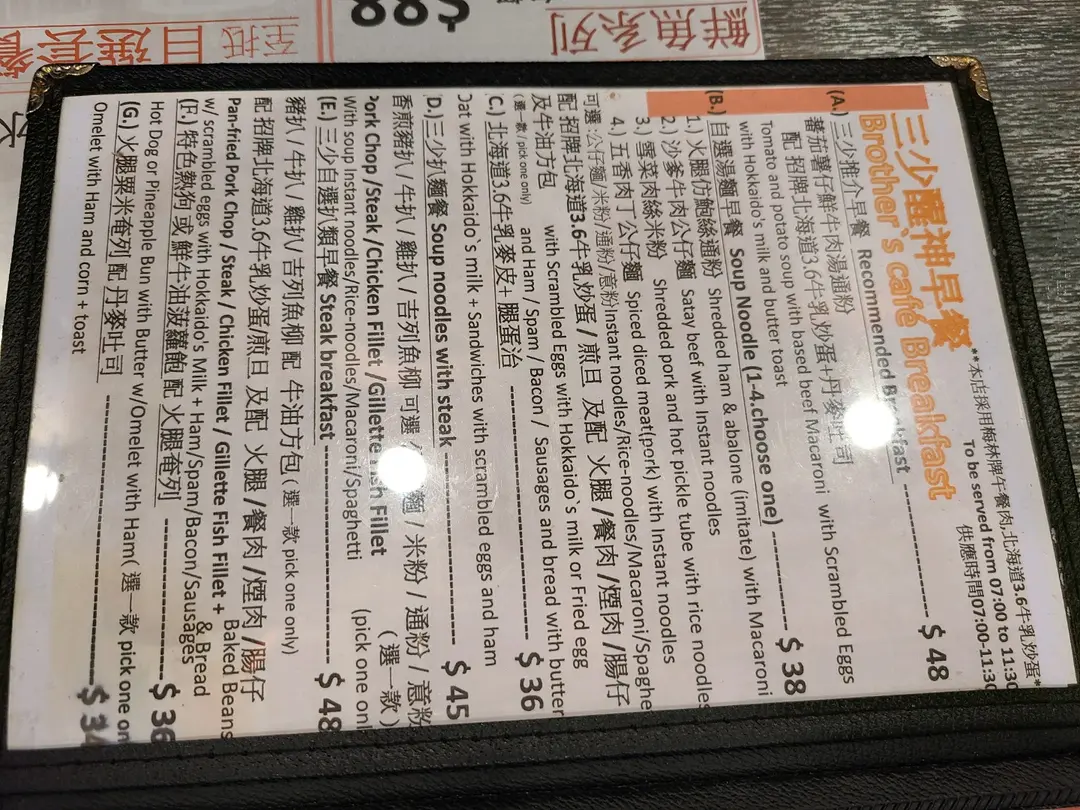 三少醒神早餐 **本店採用梅林牌午餐肉,北海道3.6牛乳炒蛋*
Brother`s café Breakfast To be served from 07:00 to 11:30
供應時間07:00-11:30
(A.) 三少推介早餐 Recommended Breakfast ---------- $ 48
蕃茄薯仔鮮牛肉湯通粉
配 招牌北海道3.6牛乳炒蛋+丹麥吐司
Tomato and potato soup with based beef Macaroni with Scrambled Eggs
with Hokkaido's milk and butter toast
(B.) 自選湯麵早餐 Soup Noodle (1-4.choose one) ---------- $ 38
1.) 火腿仿鮑絲通粉 Shredded ham & abalone (imitate) with Macaroni
2.) 沙爹牛肉公仔麵 Satay beef with Instant noodles
3.) 雪菜肉絲米粉 Shredded pork and hot pickle tube with rice noodles
4.) 五香肉丁公仔麵 Spiced diced meat(pork) with Instant noodles
可選 :公仔麵/米粉/通粉/意粉Instant noodles/Rice-noodles/Macaroni/Spaghe
配 招牌北海道3.6牛乳炒蛋 / 煎旦 及配 火腿 /餐肉 /煙肉 /腸仔
及牛油方包 with Scrambled Eggs with Hokkaido`s milk or Fried egg
(選一款 / pick one only) and Ham / Spam / Bacon / Sausages and bread with butter
(C.) 北海道3.6牛乳麥皮+腿蛋治 ---------- $ 36
Oat with Hokkaido`s milk + Sandwiches with scrambled eggs and ham
D.) 三少扒麵餐 Soup noodles with steak ---------- $ 45
香煎豬扒 / 牛扒 / 雞扒 / 吉列魚柳 可選 麵 / 米粉 / 通粉 / 意粉
Pork Chop /Steak /Chicken Fillet /Gillette Fish Fillet ( 選一款 )
With soup Instant noodles/Rice-noodles/Macaroni/Spaghetti (pick one onl
(E.) 三少自選扒類早餐 Steak breakfast ---------- $ 48
豬扒 / 牛扒 / 雞扒 / 吉列魚柳 配 牛油方包 ( 選一款 pick one only)
配 招牌北海道3.6牛乳炒蛋/煎旦 及配 火腿 /餐肉 /煙肉 /腸仔
Pan-fried Pork Chop / Steak / Chicken Fillet / Gillette Fish Fillet + Baked Beans
w/ scrambled eggs with Hokkaido's Milk + Ham/Spam/Bacon/Sausages & Bread
(F.) 特色熱狗 或 鮮牛油菠蘿飽 配 火腿奄列 ---------- $ 36
Hot Dog or Pineapple Bun with Butter w/Omelet with Ham( 選一款 pick one on
(G.) 火腿粟米奄列 配 丹麥吐司 ---------- $ 34
Omelet with Ham and corn + toast
鮮魚系列
日選套餐